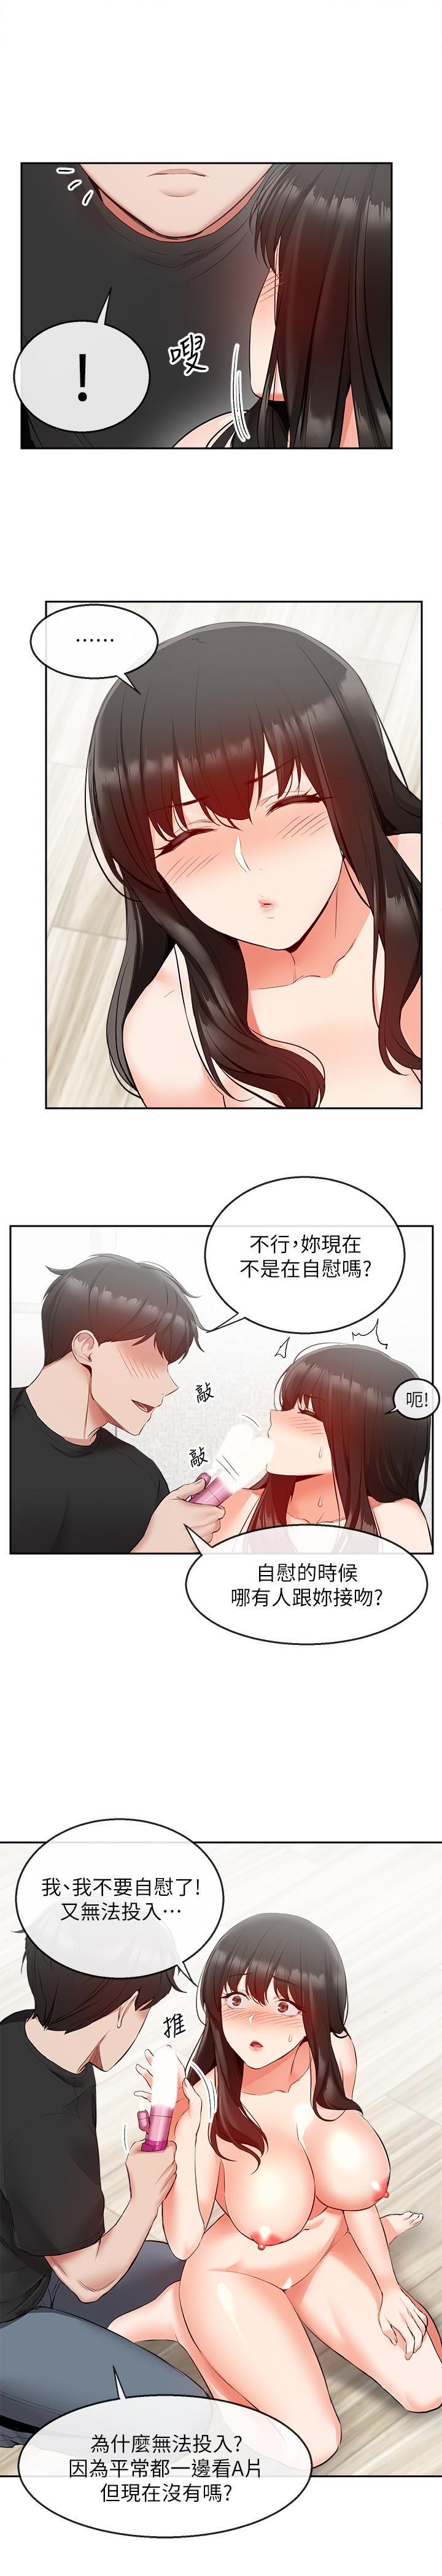 !
嗖
……
不行，妳現在
不是在自慰嗎?
呃!
敲
敲
自慰的時候
哪有人跟妳接吻?
我、我不要自慰了!
又無法投入…
推
為什麼無法投入?
因為平常都一邊看A片
但現在沒有嗎?